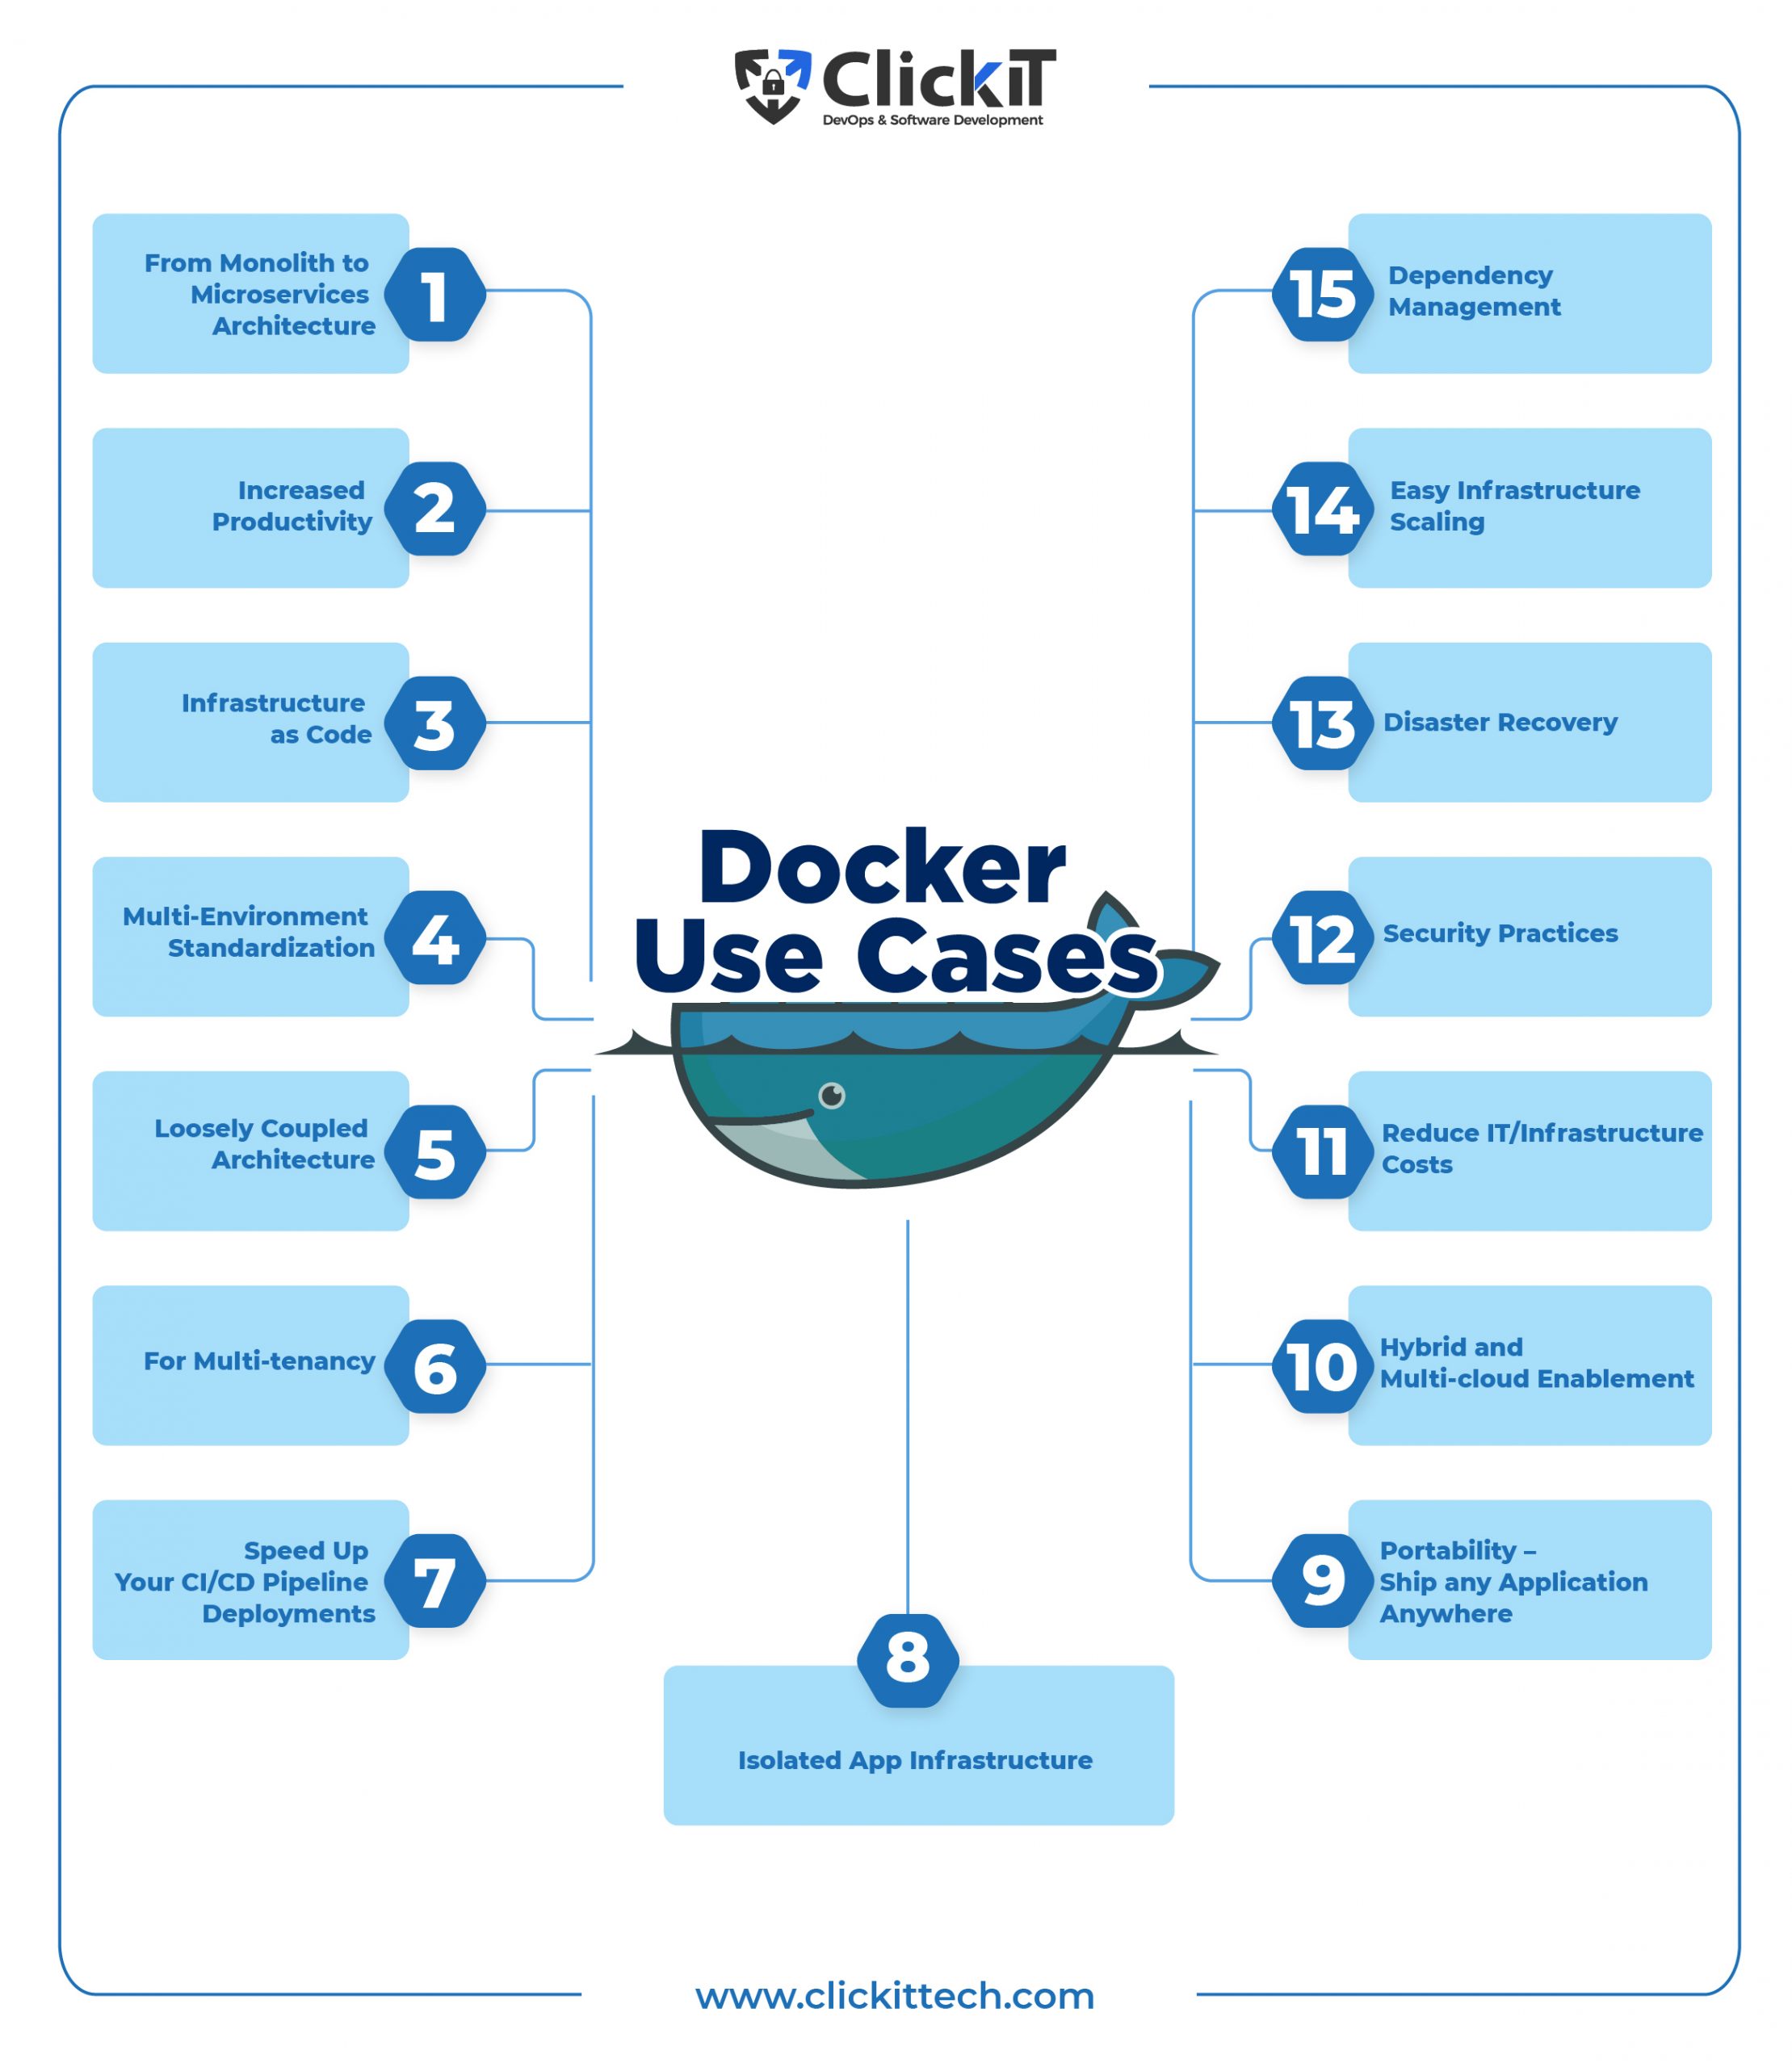 ClickiT
DevOps & Software Development
From Monolith to
Microservices
Architecture
1
Increased
Productivity
2
Infrastructure
as Code
3
Multi-Environment
Standardization
4
Loosely Coupled
Architecture
5
For Multi-tenancy
6
Speed Up
Your CI/CD Pipeline
Deployments
7
Docker
Use Cases
8
Isolated App Infrastructure
15
Dependency
Management
14
Easy Infrastructure
Scaling
13
Disaster Recovery
12
Security Practices
11
Reduce IT/Infrastructure
Costs
10
Hybrid and
Multi-cloud Enablement
9
Portability –
Ship any Application
Anywhere
www.clickittech.com